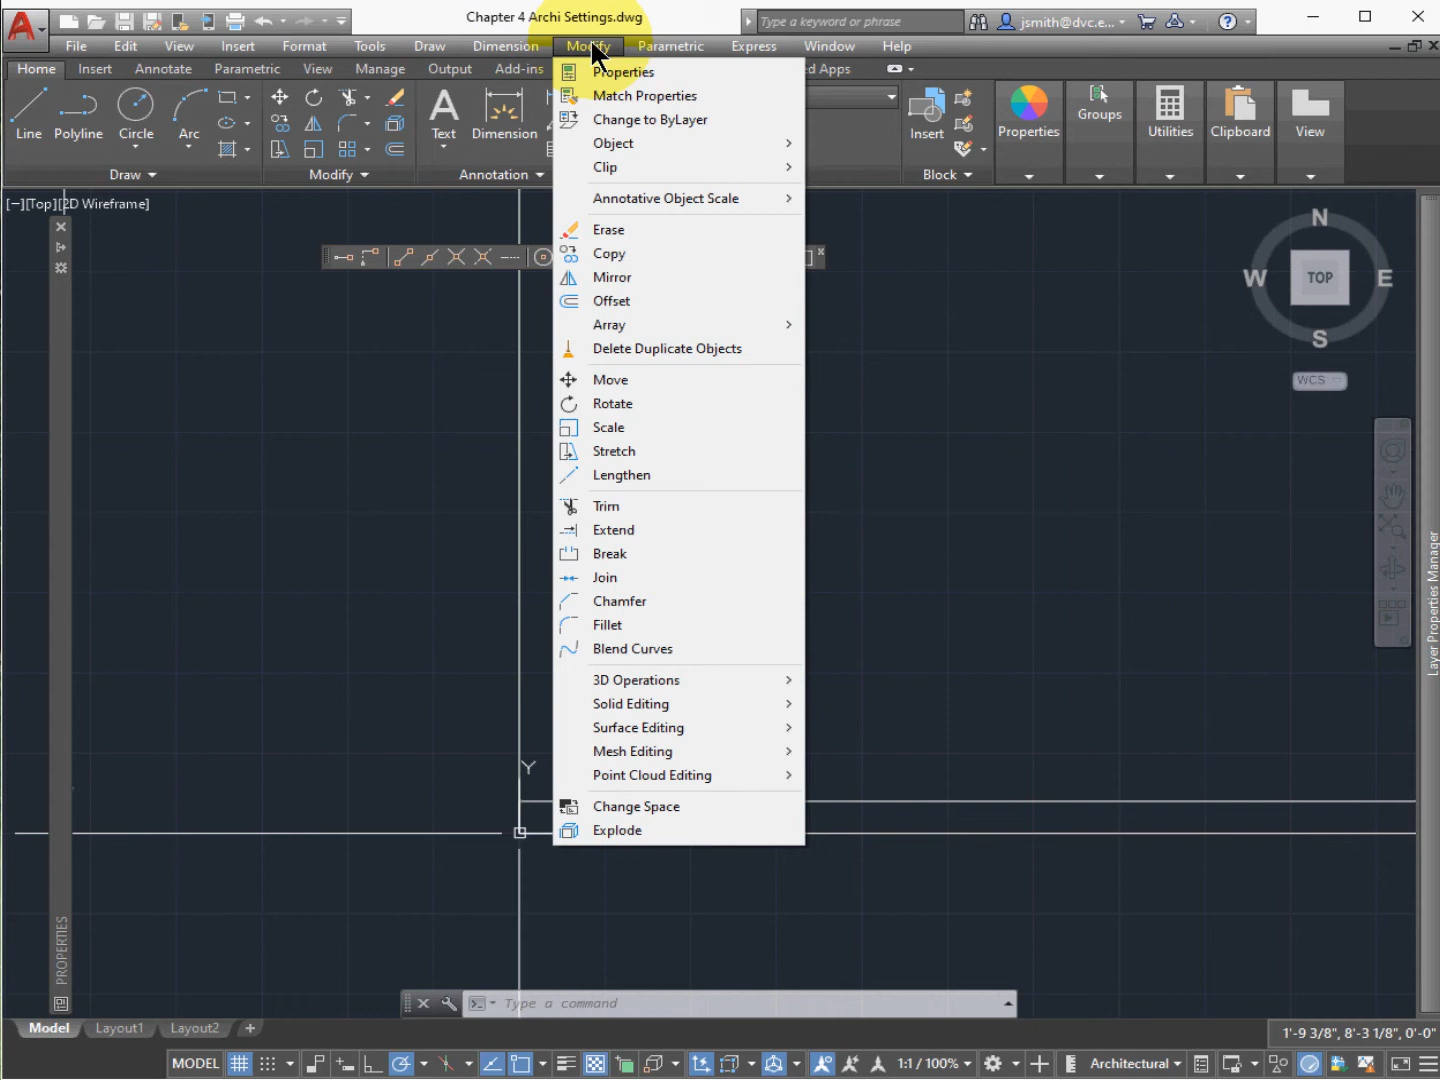 Chapter 4 Archi Settings.dwg
Type a keyword or phrase
jsmith@dvc.e...
File Edit View Insert Format Tools Draw Dimension Modify Parametric Express Window Help
Home Insert Annotate Parametric View Manage Output Add-ins d Apps
Line Polyline Circle Arc Text Dimension Insert Properties Groups Utilities Clipboard View
Draw Modify Annotation Block
[−][Top][2D Wireframe]
Properties
Match Properties
Change to ByLayer
Object
Clip
Annotative Object Scale
Erase
Copy
Mirror
Offset
Array
Delete Duplicate Objects
Move
Rotate
Scale
Stretch
Lengthen
Trim
Extend
Break
Join
Chamfer
Fillet
Blend Curves
3D Operations
Solid Editing
Surface Editing
Mesh Editing
Point Cloud Editing
Change Space
Explode
N
W TOP E
S
WCS
Layer Properties Manager
Y
PROPERTIES
Type a command
Model Layout1 Layout2 +
1'-9 3/8", 8'-3 1/8", 0'-0"
MODEL 1:1 / 100% Architectural